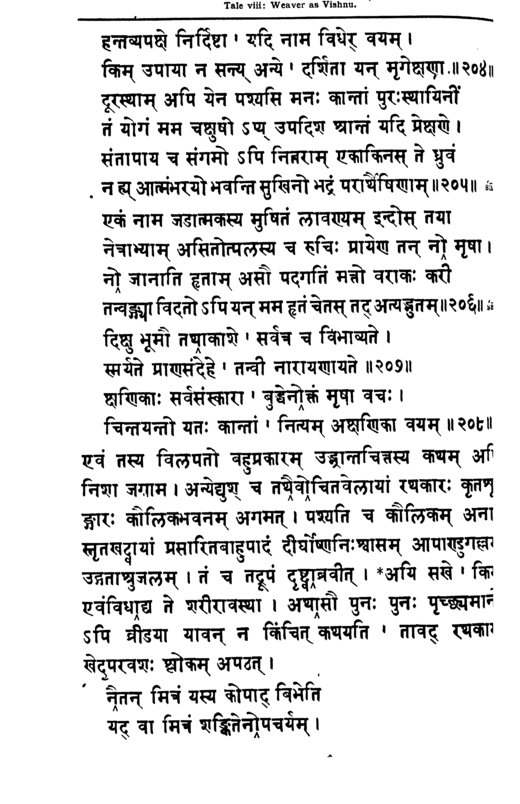 Tale viii: Weaver as Vishnu.
हन्तव्यपक्षे निर्दिष्टा ' यदि नाम विधेर् वयम् ।
किम् उपाया न सन्त्य् अन्ये ' दर्शिता यन् मृगेक्षणा ॥२०४॥
दूरस्थाम् अपि येन पश्यसि मनः कान्तां पुरःस्थायिनीं
तं योगं मम चक्षुषो ऽप्य् उपदिश श्रान्तं यदि प्रेक्षणे ।
संतापाय च संगमो ऽपि नितराम् एकाकिनस् ते ध्रुवं
न ह्य् आत्मंभरयो भवन्ति सुखिनो भद्रं परार्थैषिणाम् ॥२०५॥
एकं नाम जडात्मकस्य मुषितं लावण्यम् इन्दोस् तया
नेत्राभ्याम् असितोत्पलस्य च रुचिः प्रायेण तन् नो मृषा ।
नो जानाति हृताम् असौ पदगतिं मत्तो वराकः करी
तन्वङ्ग्या विदतो ऽपि यन् मम हृतं चेतस् तद् अत्यद्भुतम् ॥२०६॥
दिक्षु भूमौ तथाकाशे ' सर्वत्र च विभाव्यते ।
स्मर्यते प्राणसंदेहे ' तन्वी नारायणायते ॥२०७॥
क्षणिकाः सर्वसंस्कारा ' बुद्धेनोक्तं मृषा वचः ।
चिन्तयन्तो यतः कान्तां ' नित्यम् अक्षणिका वयम् ॥२०८॥
एवं तस्य विलपतो बहुप्रकारम् उद्भ्रान्तचित्तस्य कथम् अपि
निशा जगाम । अन्येद्युश् च तथैवोचितवेलायां रथकारः कृतशृ
ङ्गारः कौलिकभवनम् अगमत् । पश्यति च कौलिकम् अना
स्तृतखट्वायां प्रसारितबाहुपादं दीर्घोष्णनिःश्वासम् आपाण्डुगल्ल
उद्गताश्रुजलम् । तं च तद्रूपं दृष्ट्वाब्रवीत् । *अयि सखे ' कि
एवंविधाद्य ते शरीरावस्था । अथासौ पुनः पुनः पृच्छ्यमानो
ऽपि व्रीडया यावन् न किंचित् कथयति ' तावद् रथकार
खेदपरवशः श्लोकम् अपठत् ।
नैतन् मित्रं यस्य कोपाद् बिभेति
यद् वा मित्रं शङ्कितेनोपचर्यम् ।